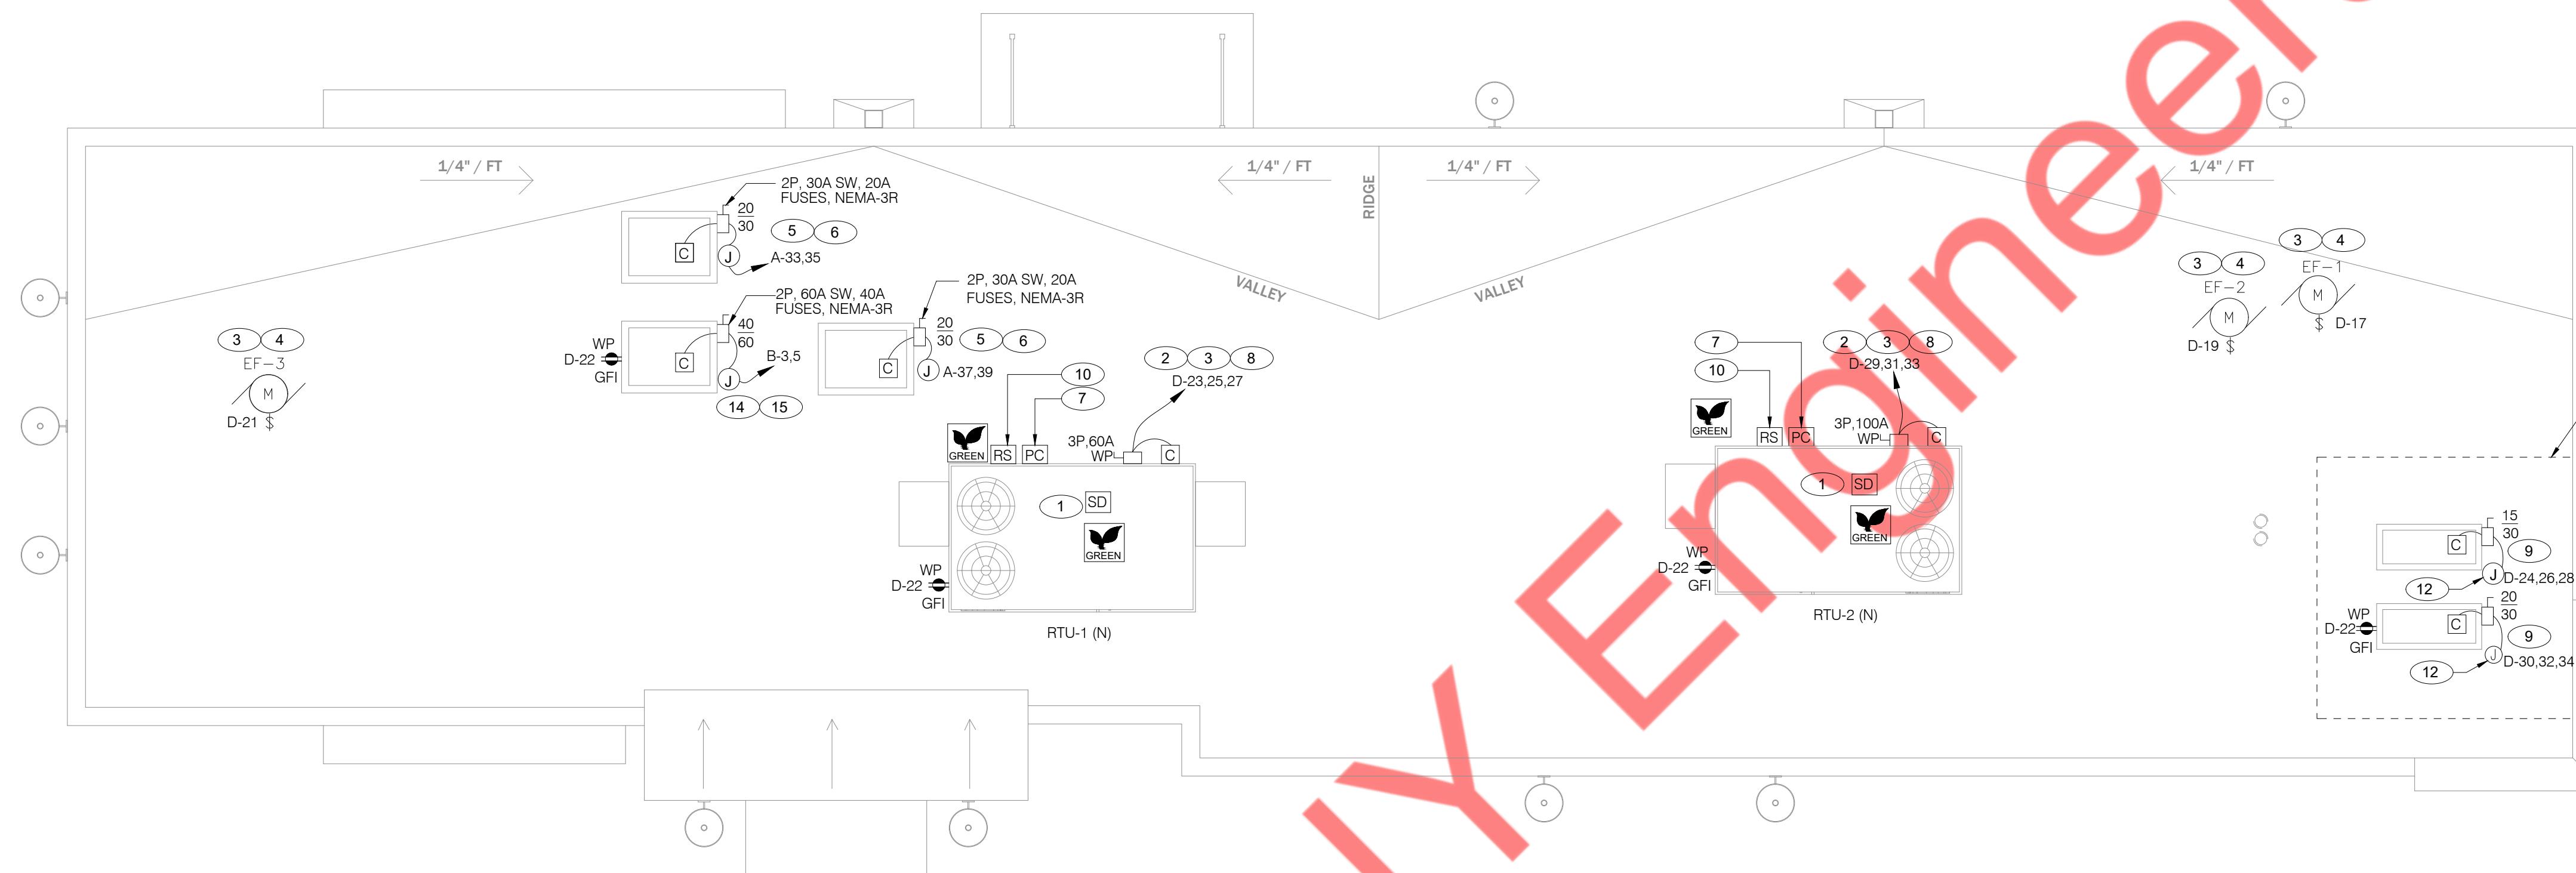 1/4" / FT
1/4" / FT
1/4" / FT
1/4" / FT
RIDGE
VALLEY
VALLEY
2P, 30A SW, 20A
FUSES, NEMA-3R
20
30
5 6
C
J
A-33,35
2P, 60A SW, 40A
FUSES, NEMA-3R
40
60
WP
D-22
GFI
C
J
B-3,5
14 15
2P, 30A SW, 20A
FUSES, NEMA-3R
20
30
5 6
C
J
A-37,39
3 4
EF-3
M
D-21 $
10
7
2 3 8
D-23,25,27
GREEN
RS
PC
3P,60A
WP
C
1
SD
GREEN
WP
D-22
GFI
RTU-1 (N)
7
10
2 3 8
D-29,31,33
GREEN
RS
PC
3P,100A
WP
C
1
SD
GREEN
WP
D-22
GFI
RTU-2 (N)
3 4
EF-2
M
D-19 $
3 4
EF-1
M
$ D-17
15
30
C
9
J
D-24,26,28
12
20
30
WP
D-22
GFI
C
9
J
D-30,32,34
12
Y Engineer